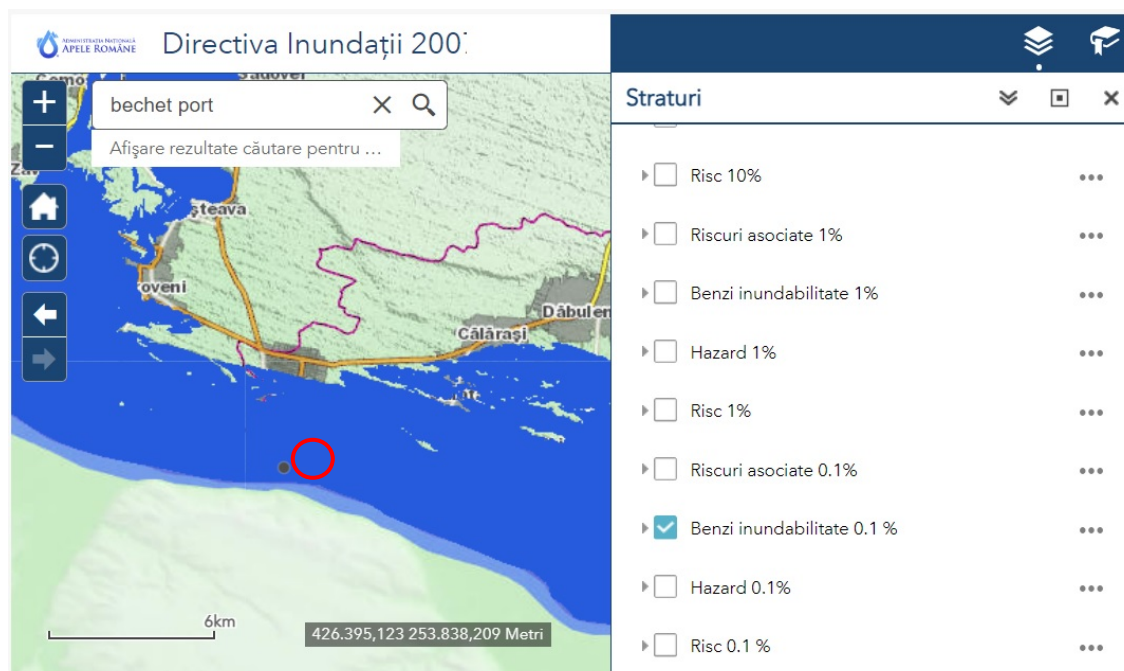 ADMINISTRAȚIA NAȚIONALĂ
APELE ROMÂNE
Directiva Inundații 200
bechet port
Afișare rezultate căutare pentru ...
șteava
oveni
Dăbulen
Călărași
6km
426.395,123 253.838,209 Metri
Straturi
Risc 10%
Riscuri asociate 1%
Benzi inundabilitate 1%
Hazard 1%
Risc 1%
Riscuri asociate 0.1%
Benzi inundabilitate 0.1 %
Hazard 0.1%
Risc 0.1 %